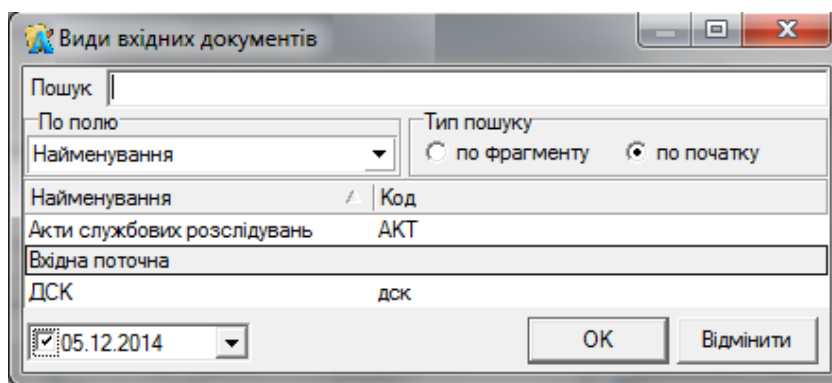 Види вхідних документів
Пошук
По полю
Тип пошуку
Найменування
по фрагменту
по початку
Найменування Код
Акти службових розслідувань АКТ
Вхідна поточна
ДСК дск
05.12.2014
OK
Відмінити